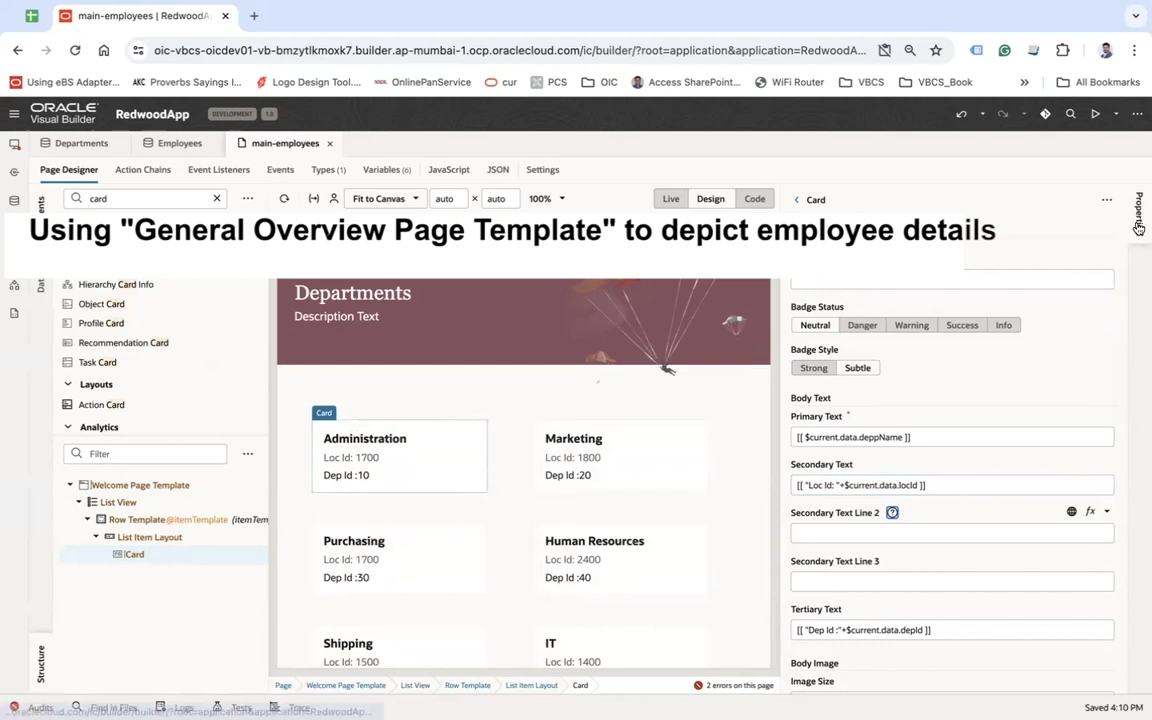 main-employees | RedwoodAp
oic-vbcs-oicdev01-vb-bmzytlkmoxk7.builder.ap-mumbai-1.ocp.oraclecloud.com/ic/builder/?root=application&application=RedwoodA...
Using eBS Adapter...
Proverbs Sayings I...
Logo Design Tool....
OnlinePanService
cur
PCS
OIC
Access SharePoint...
WiFi Router
VBCS
VBCS_Book
All Bookmarks
ORACLE Visual Builder
RedwoodApp
DEVELOPMENT
1.0
Departments
Employees
main-employees
Page Designer
Action Chains
Event Listeners
Events
Types (1)
Variables (6)
JavaScript
JSON
Settings
card
Fit to Canvas
auto × auto
100%
Live
Design
Code
Card
Using "General Overview Page Template" to depict employee details
Hierarchy Card Info
Object Card
Profile Card
Recommendation Card
Task Card
Layouts
Action Card
Analytics
Filter
Welcome Page Template
List View
Row Template @itemTemplate (itemTem
List Item Layout
Card
Structure
Departments
Description Text
Card
Administration
Loc Id: 1700
Dep Id :10
Marketing
Loc Id: 1800
Dep Id :20
Purchasing
Loc Id: 1700
Dep Id :30
Human Resources
Loc Id: 2400
Dep Id :40
Shipping
Loc Id: 1500
IT
Loc Id: 1400
Page
Welcome Page Template
List View
Row Template
List Item Layout
Card
2 errors on this page
Badge Status
Neutral
Danger
Warning
Success
Info
Badge Style
Strong
Subtle
Body Text
Primary Text *
[[ $current.data.deppName ]]
Secondary Text
[[ "Loc Id: "+$current.data.locId ]]
Secondary Text Line 2
fx
Secondary Text Line 3
Tertiary Text
[[ "Dep Id :"+$current.data.depId ]]
Body Image
Image Size
Audits
Find in Files
Logs
Tests
Trace
Saved 4:10 PM